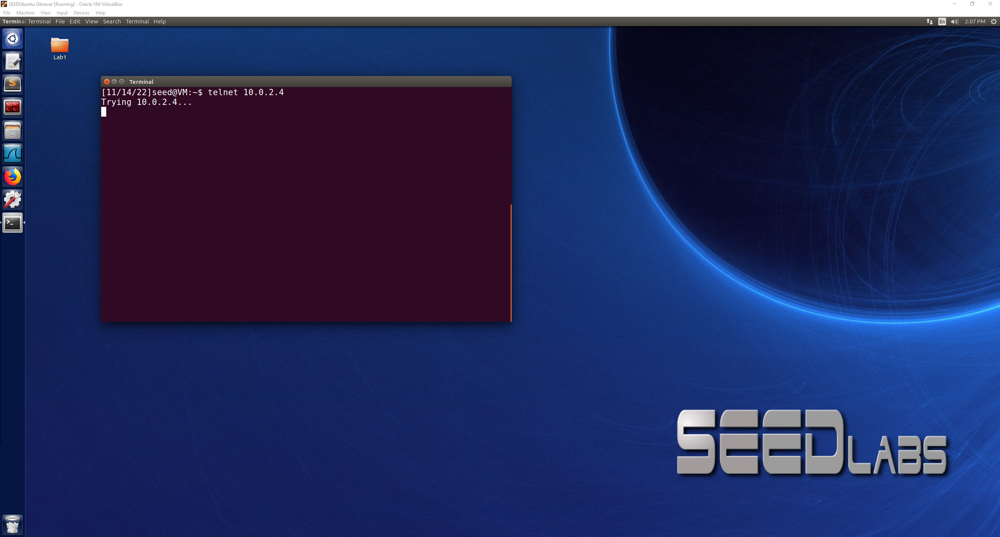 SEEDUbuntu Obsever [Running] - Oracle VM VirtualBox
File Machine View Input Devices Help
Termina Terminal File Edit View Search Terminal Help En 2:07 PM
Lab1
Terminal
[11/14/22]seed@VM:~$ telnet 10.0.2.4
Trying 10.0.2.4...
SEEDLABS